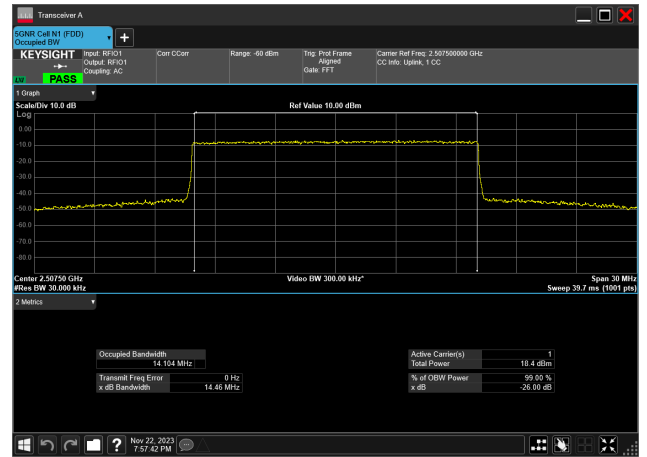 Transceiver A
5GNR Cell N1 (FDD)
Occupied BW
KEYSIGHT
Input: RFIO1
Output: RFIO1
Coupling: AC
Corr CCorr
Range: -60 dBm
Trig: Prot Frame
Aligned
Gate: FFT
Carrier Ref Freq: 2.507500000 GHz
CC Info: Uplink, 1 CC
PASS
1 Graph
Scale/Div 10.0 dB
Ref Value 10.00 dBm
Log
0.00
-10.0
-20.0
-30.0
-40.0
-50.0
-60.0
-70.0
-80.0
Center 2.50750 GHz
Video BW 300.00 kHz*
Span 30 MHz
#Res BW 30.000 kHz
Sweep 39.7 ms (1001 pts)
2 Metrics
Occupied Bandwidth
14.104 MHz
Active Carrier(s) 1
Total Power 18.4 dBm
Transmit Freq Error 0 Hz
x dB Bandwidth 14.46 MHz
% of OBW Power 99.00 %
x dB -26.00 dB
Nov 22, 2023
7:57:42 PM